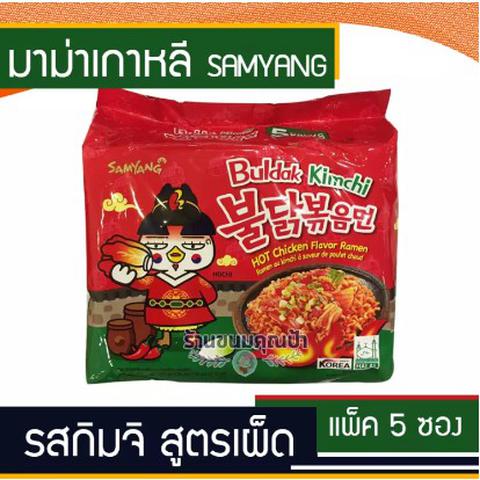 มาม่าเกาหลี SAMYANG
SAMYANG
Buldak Kimchi
불닭볶음면
HOT Chicken Flavor Ramen
Ramen au kimchi à saveur de poulet chaud
HOCHI
ร้านขนมคุณป้า
KOREA
รสกิมจิ สูตรเผ็ด
แพ็ค 5 ซอง